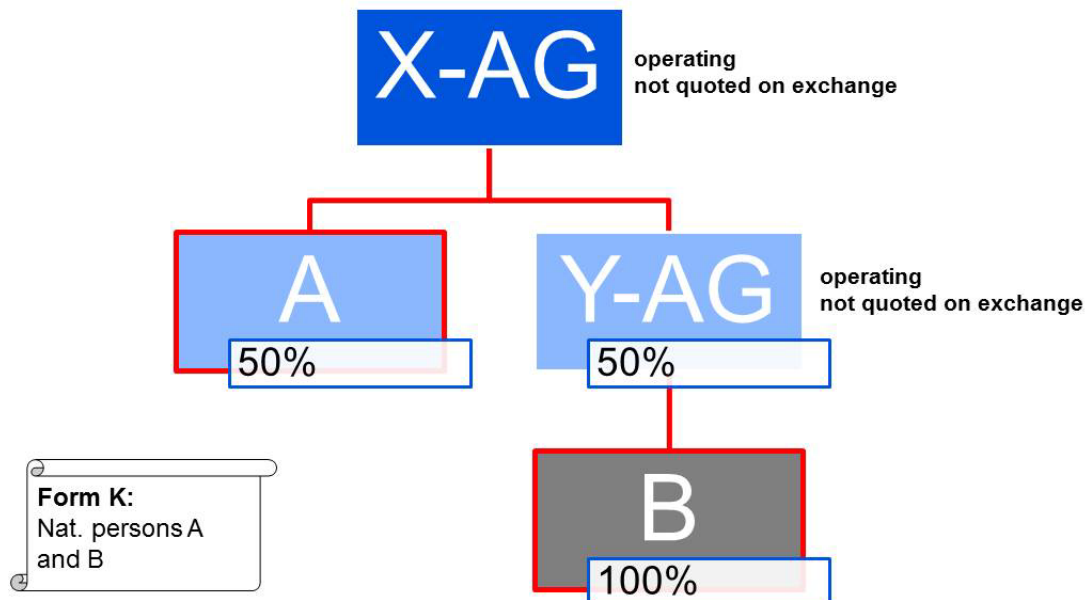 X-AG
operating
not quoted on exchange
A
50%
Y-AG
50%
operating
not quoted on exchange
B
100%
Form K:
Nat. persons A
and B